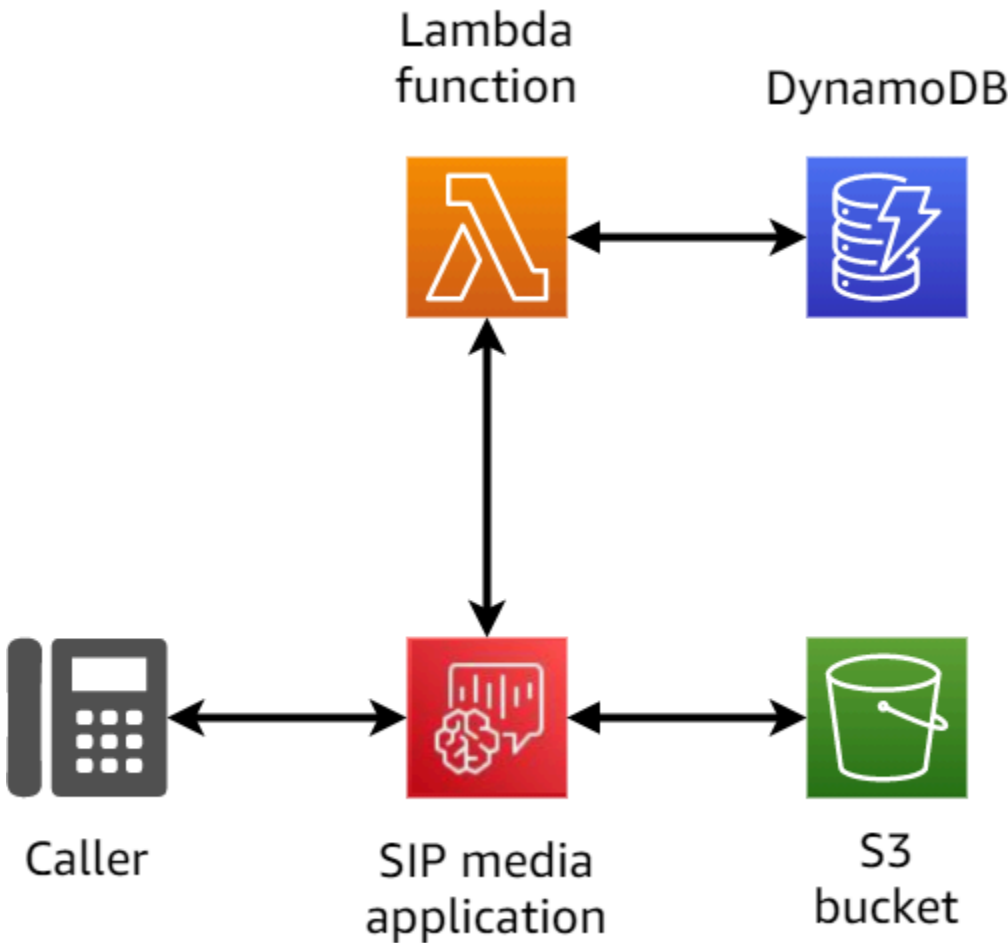 Lambda
function
DynamoDB
Caller
SIP media
application
S3
bucket